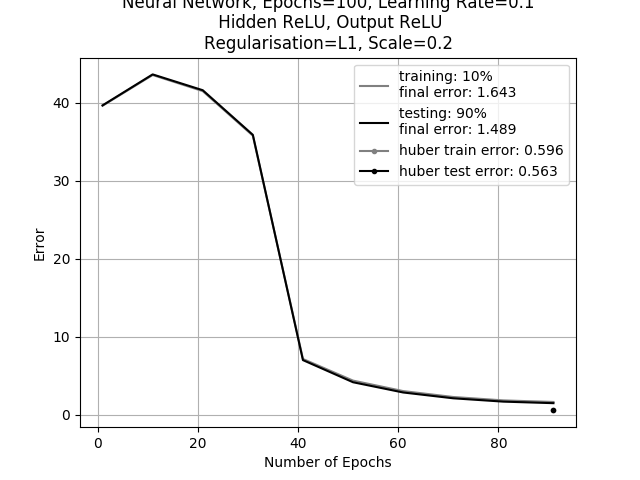 Neural Network, Epochs=100, Learning Rate=0.1
Hidden ReLU, Output ReLU
Regularisation=L1, Scale=0.2
training: 10%
final error: 1.643
testing: 90%
final error: 1.489
huber train error: 0.596
huber test error: 0.563
40
30
20
10
0
Error
0 20 40 60 80
Number of Epochs